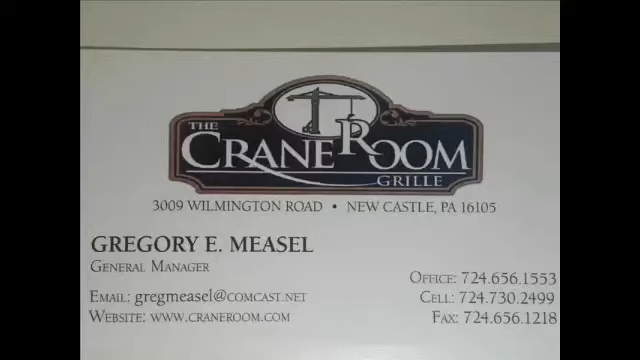 THE
CRANE ROOM
GRILLE
3009 WILMINGTON ROAD • NEW CASTLE, PA 16105
GREGORY E. MEASEL
GENERAL MANAGER
OFFICE: 724.656.1553
EMAIL: gregmeasel@COMCAST.NET
CELL: 724.730.2499
WEBSITE: WWW.CRANEROOM.COM
FAX: 724.656.1218